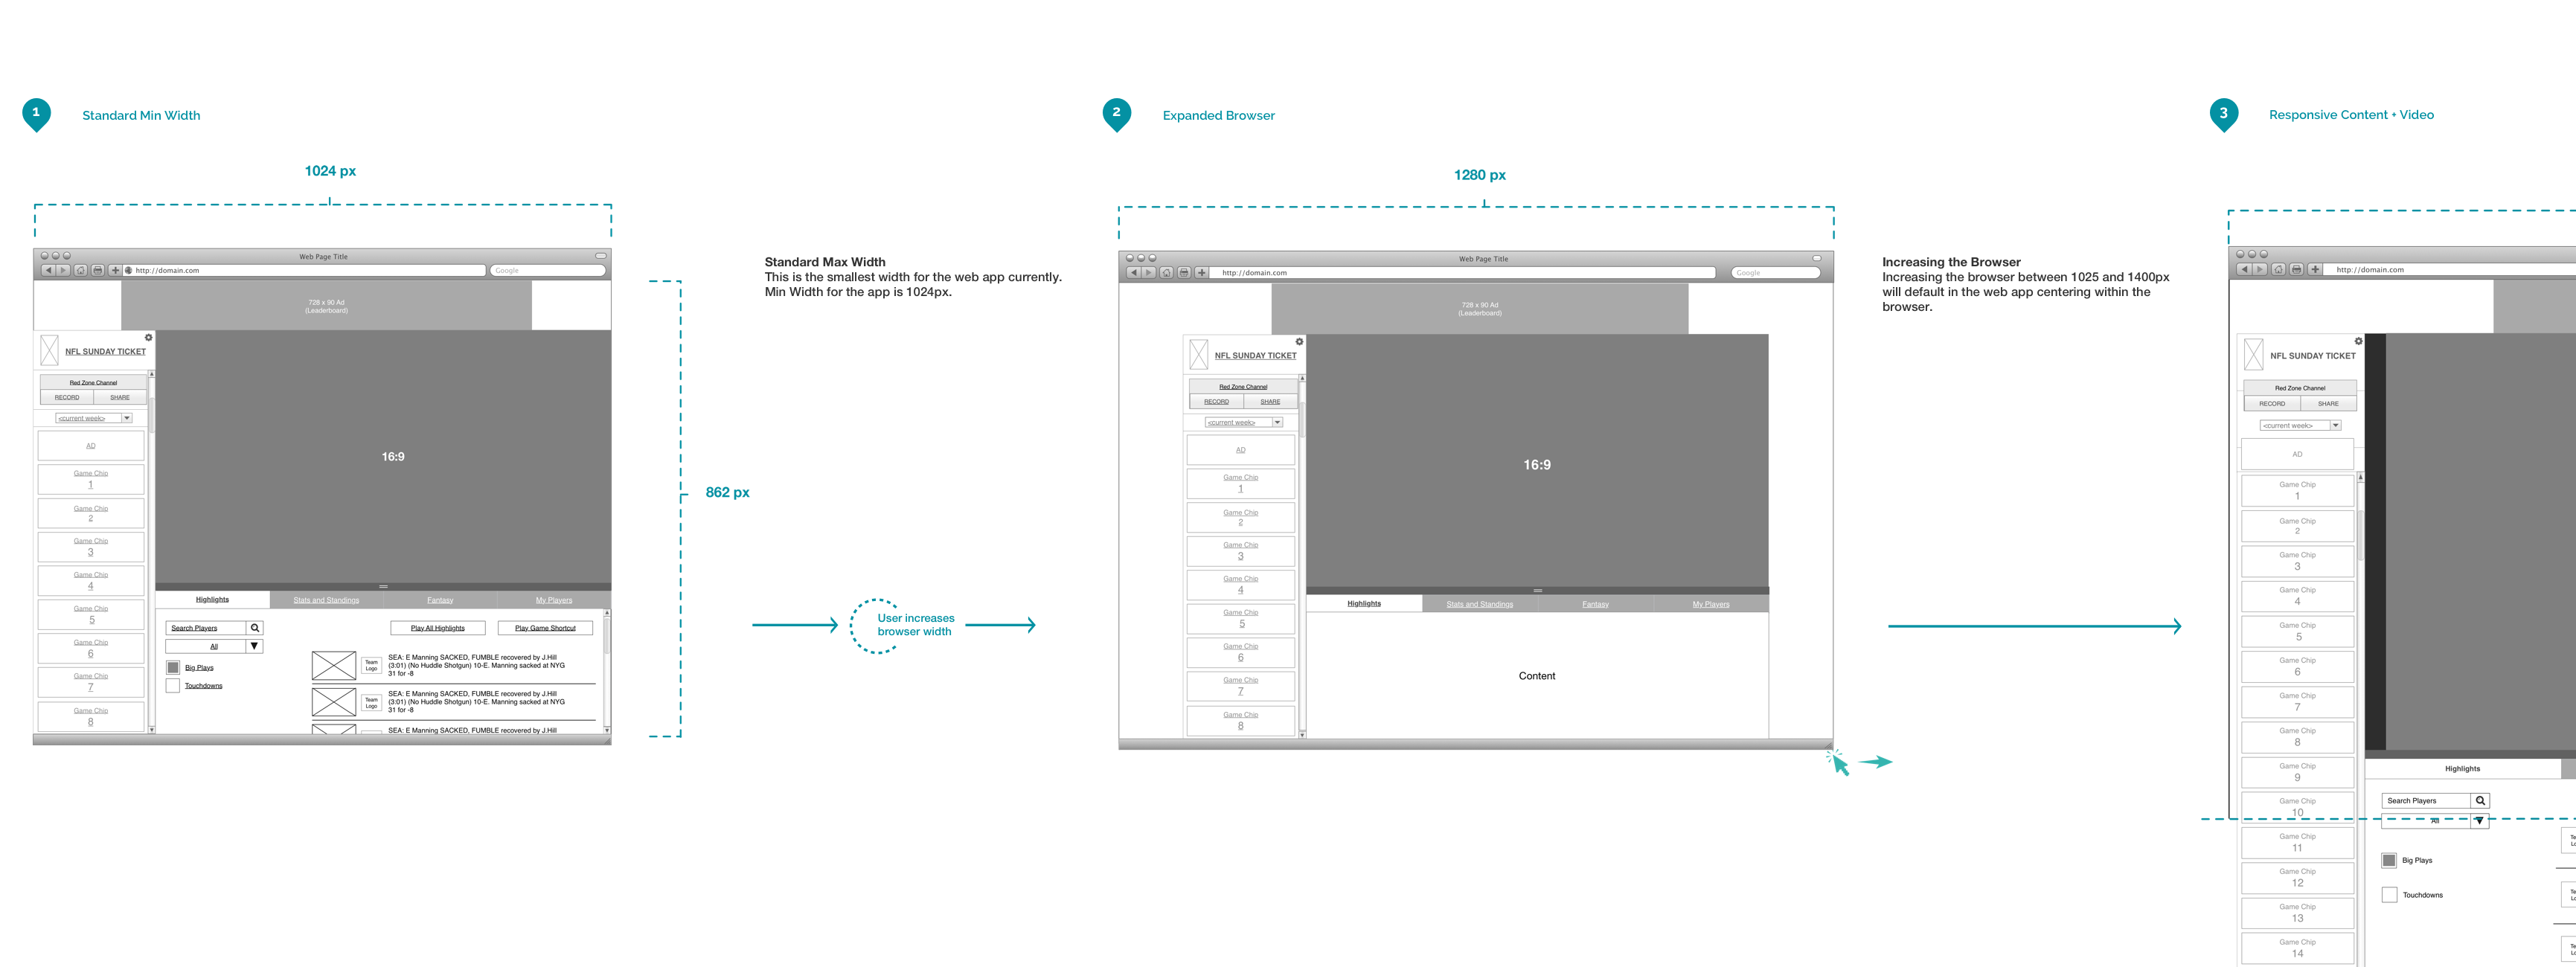 1
Standard Min Width
1024 px
Web Page Title
http://domain.com
Google
728 x 90 Ad
(Leaderboard)
NFL SUNDAY TICKET
Red Zone Channel
RECORD SHARE
<current week>
AD
Game Chip
1
Game Chip
2
Game Chip
3
Game Chip
4
Game Chip
5
Game Chip
6
Game Chip
7
Game Chip
8
16:9
Highlights Stats and Standings Fantasy My Players
Search Players
All
Big Plays
Touchdowns
Play All Highlights Play Game Shortcut
Team
Logo
SEA: E Manning SACKED, FUMBLE recovered by J.Hill
(3:01) (No Huddle Shotgun) 10-E. Manning sacked at NYG
31 for -8
Team
Logo
SEA: E Manning SACKED, FUMBLE recovered by J.Hill
(3:01) (No Huddle Shotgun) 10-E. Manning sacked at NYG
31 for -8
SEA: E Manning SACKED, FUMBLE recovered by J.Hill
862 px
Standard Max Width
This is the smallest width for the web app currently.
Min Width for the app is 1024px.
User increases
browser width
2
Expanded Browser
1280 px
Web Page Title
http://domain.com
Google
728 x 90 Ad
(Leaderboard)
NFL SUNDAY TICKET
Red Zone Channel
RECORD SHARE
<current week>
AD
Game Chip
1
Game Chip
2
Game Chip
3
Game Chip
4
Game Chip
5
Game Chip
6
Game Chip
7
Game Chip
8
16:9
Highlights Stats and Standings Fantasy My Players
Content
Increasing the Browser
Increasing the browser between 1025 and 1400px
will default in the web app centering within the
browser.
3
Responsive Content + Video
http://domain.com
NFL SUNDAY TICKET
Red Zone Channel
RECORD SHARE
<current week>
AD
Game Chip
1
Game Chip
2
Game Chip
3
Game Chip
4
Game Chip
5
Game Chip
6
Game Chip
7
Game Chip
8
Game Chip
9
Game Chip
10
Game Chip
11
Game Chip
12
Game Chip
13
Game Chip
14
Highlights
Search Players
All
Big Plays
Touchdowns